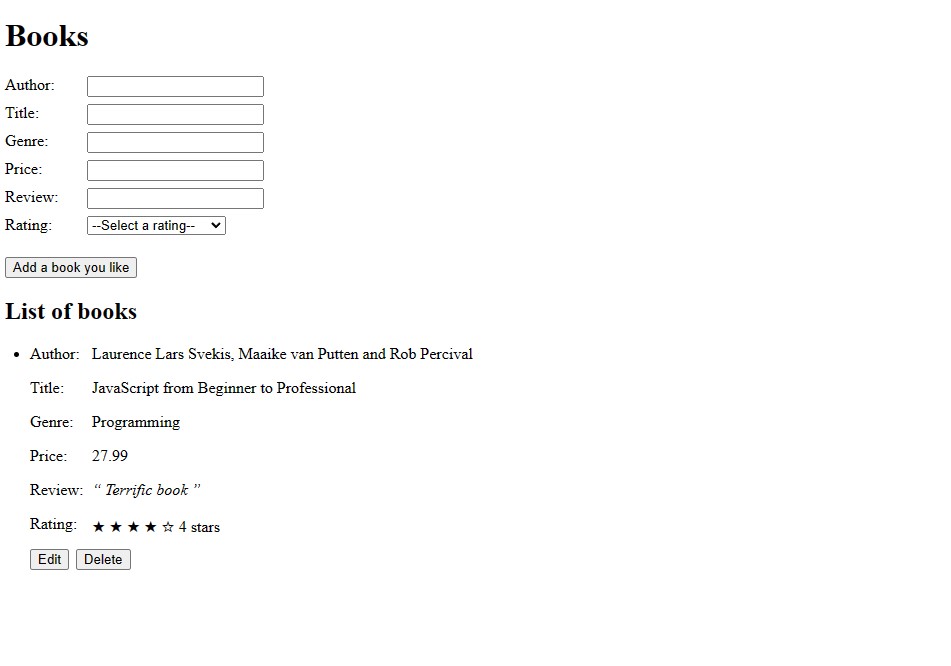 Books
Author:
Title:
Genre:
Price:
Review:
Rating: --Select a rating--
Add a book you like
List of books
• Author: Laurence Lars Svekis, Maaike van Putten and Rob Percival
Title: JavaScript from Beginner to Professional
Genre: Programming
Price: 27.99
Review: “ Terrific book ”
Rating: ★ ★ ★ ★ ☆ 4 stars
Edit Delete